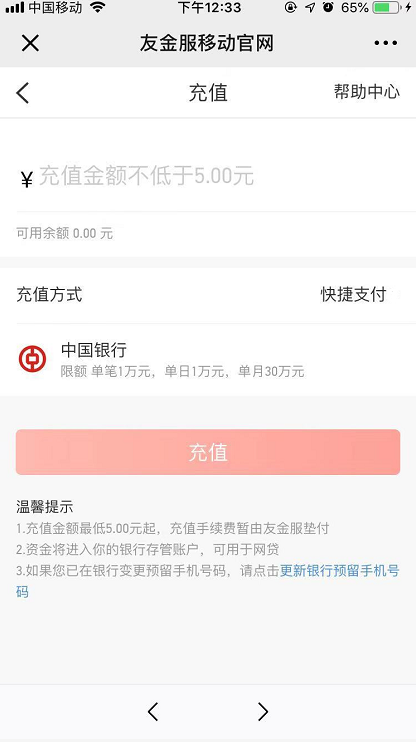 中国移动
下午12:33
65%
友金服移动官网
充值
帮助中心
¥ 充值金额不低于5.00元
可用余额 0.00 元
充值方式
快捷支付
中国银行
限额 单笔1万元，单日1万元，单月30万元
充值
温馨提示
1.充值金额最低5.00元起，充值手续费暂由友金服垫付
2.资金将进入你的银行存管账户，可用于网贷
3.如果您已在银行变更预留手机号码，请点击更新银行预留手机号
码